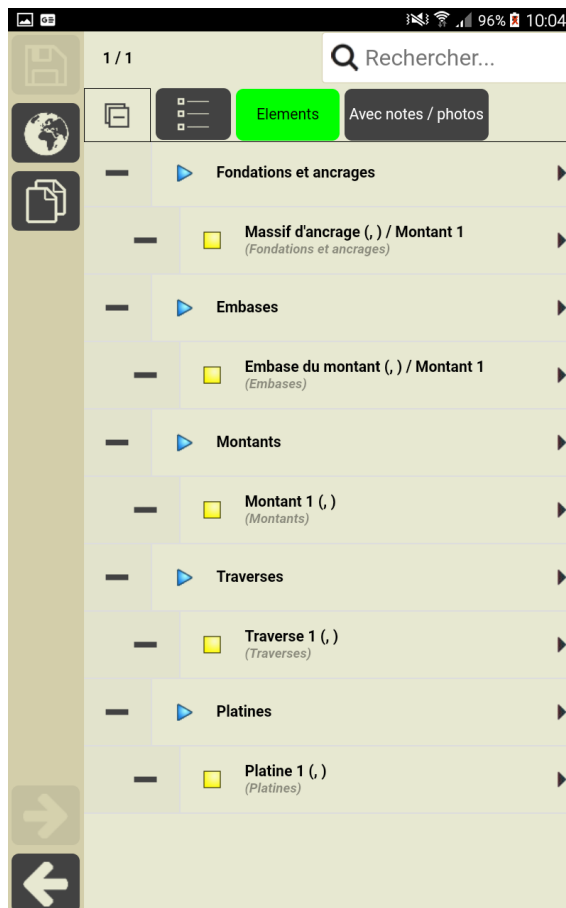 96% 10:04
1 / 1
Rechercher...
Elements
Avec notes / photos
Fondations et ancrages
Massif d'ancrage (, ) / Montant 1
(Fondations et ancrages)
Embases
Embase du montant (, ) / Montant 1
(Embases)
Montants
Montant 1 (, )
(Montants)
Traverses
Traverse 1 (, )
(Traverses)
Platines
Platine 1 (, )
(Platines)